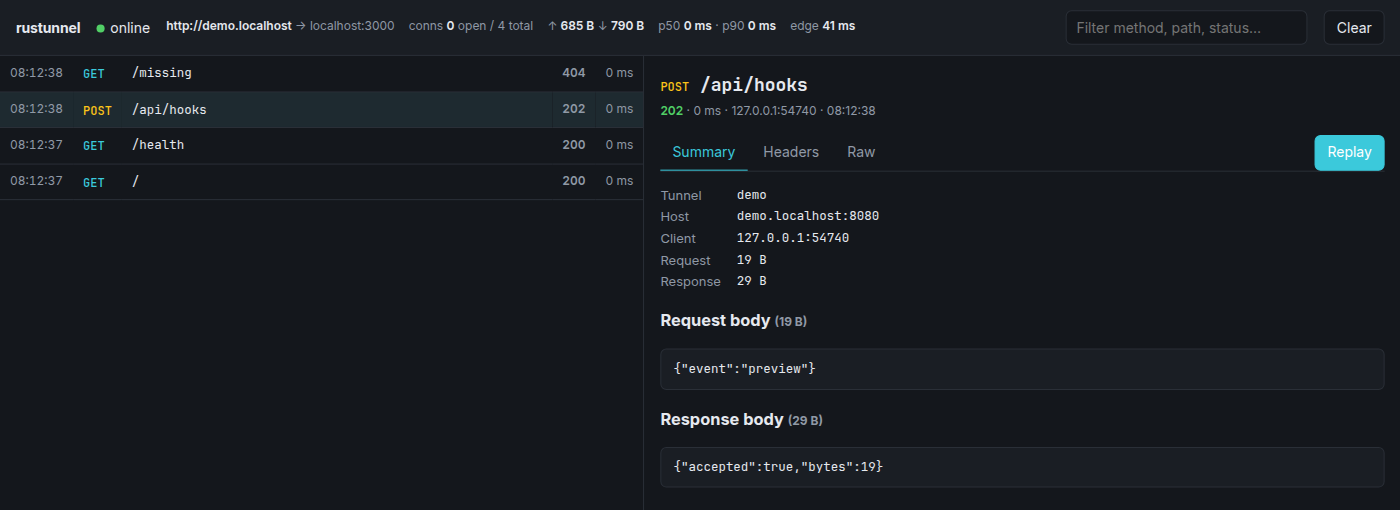 rustunnel ● online http://demo.localhost → localhost:3000 conns 0 open / 4 total ↑ 685 B ↓ 790 B p50 0 ms · p90 0 ms edge 41 ms Filter method, path, status... Clear
08:12:38 GET /missing 404 0 ms
08:12:38 POST /api/hooks 202 0 ms
08:12:37 GET /health 200 0 ms
08:12:37 GET / 200 0 ms
POST /api/hooks
202 · 0 ms · 127.0.0.1:54740 · 08:12:38
Summary Headers Raw Replay
Tunnel demo
Host demo.localhost:8080
Client 127.0.0.1:54740
Request 19 B
Response 29 B
Request body (19 B)
{"event":"preview"}
Response body (29 B)
{"accepted":true,"bytes":19}